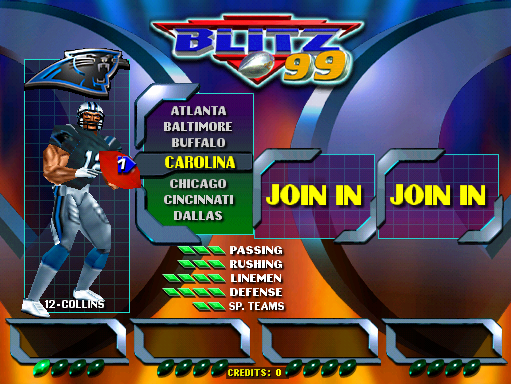 BLITZ
99
ATLANTA
BALTIMORE
BUFFALO
CAROLINA
CHICAGO
CINCINNATI
DALLAS
JOIN IN
JOIN IN
PASSING
RUSHING
LINEMEN
DEFENSE
SP. TEAMS
12-COLLINS
CREDITS: 0